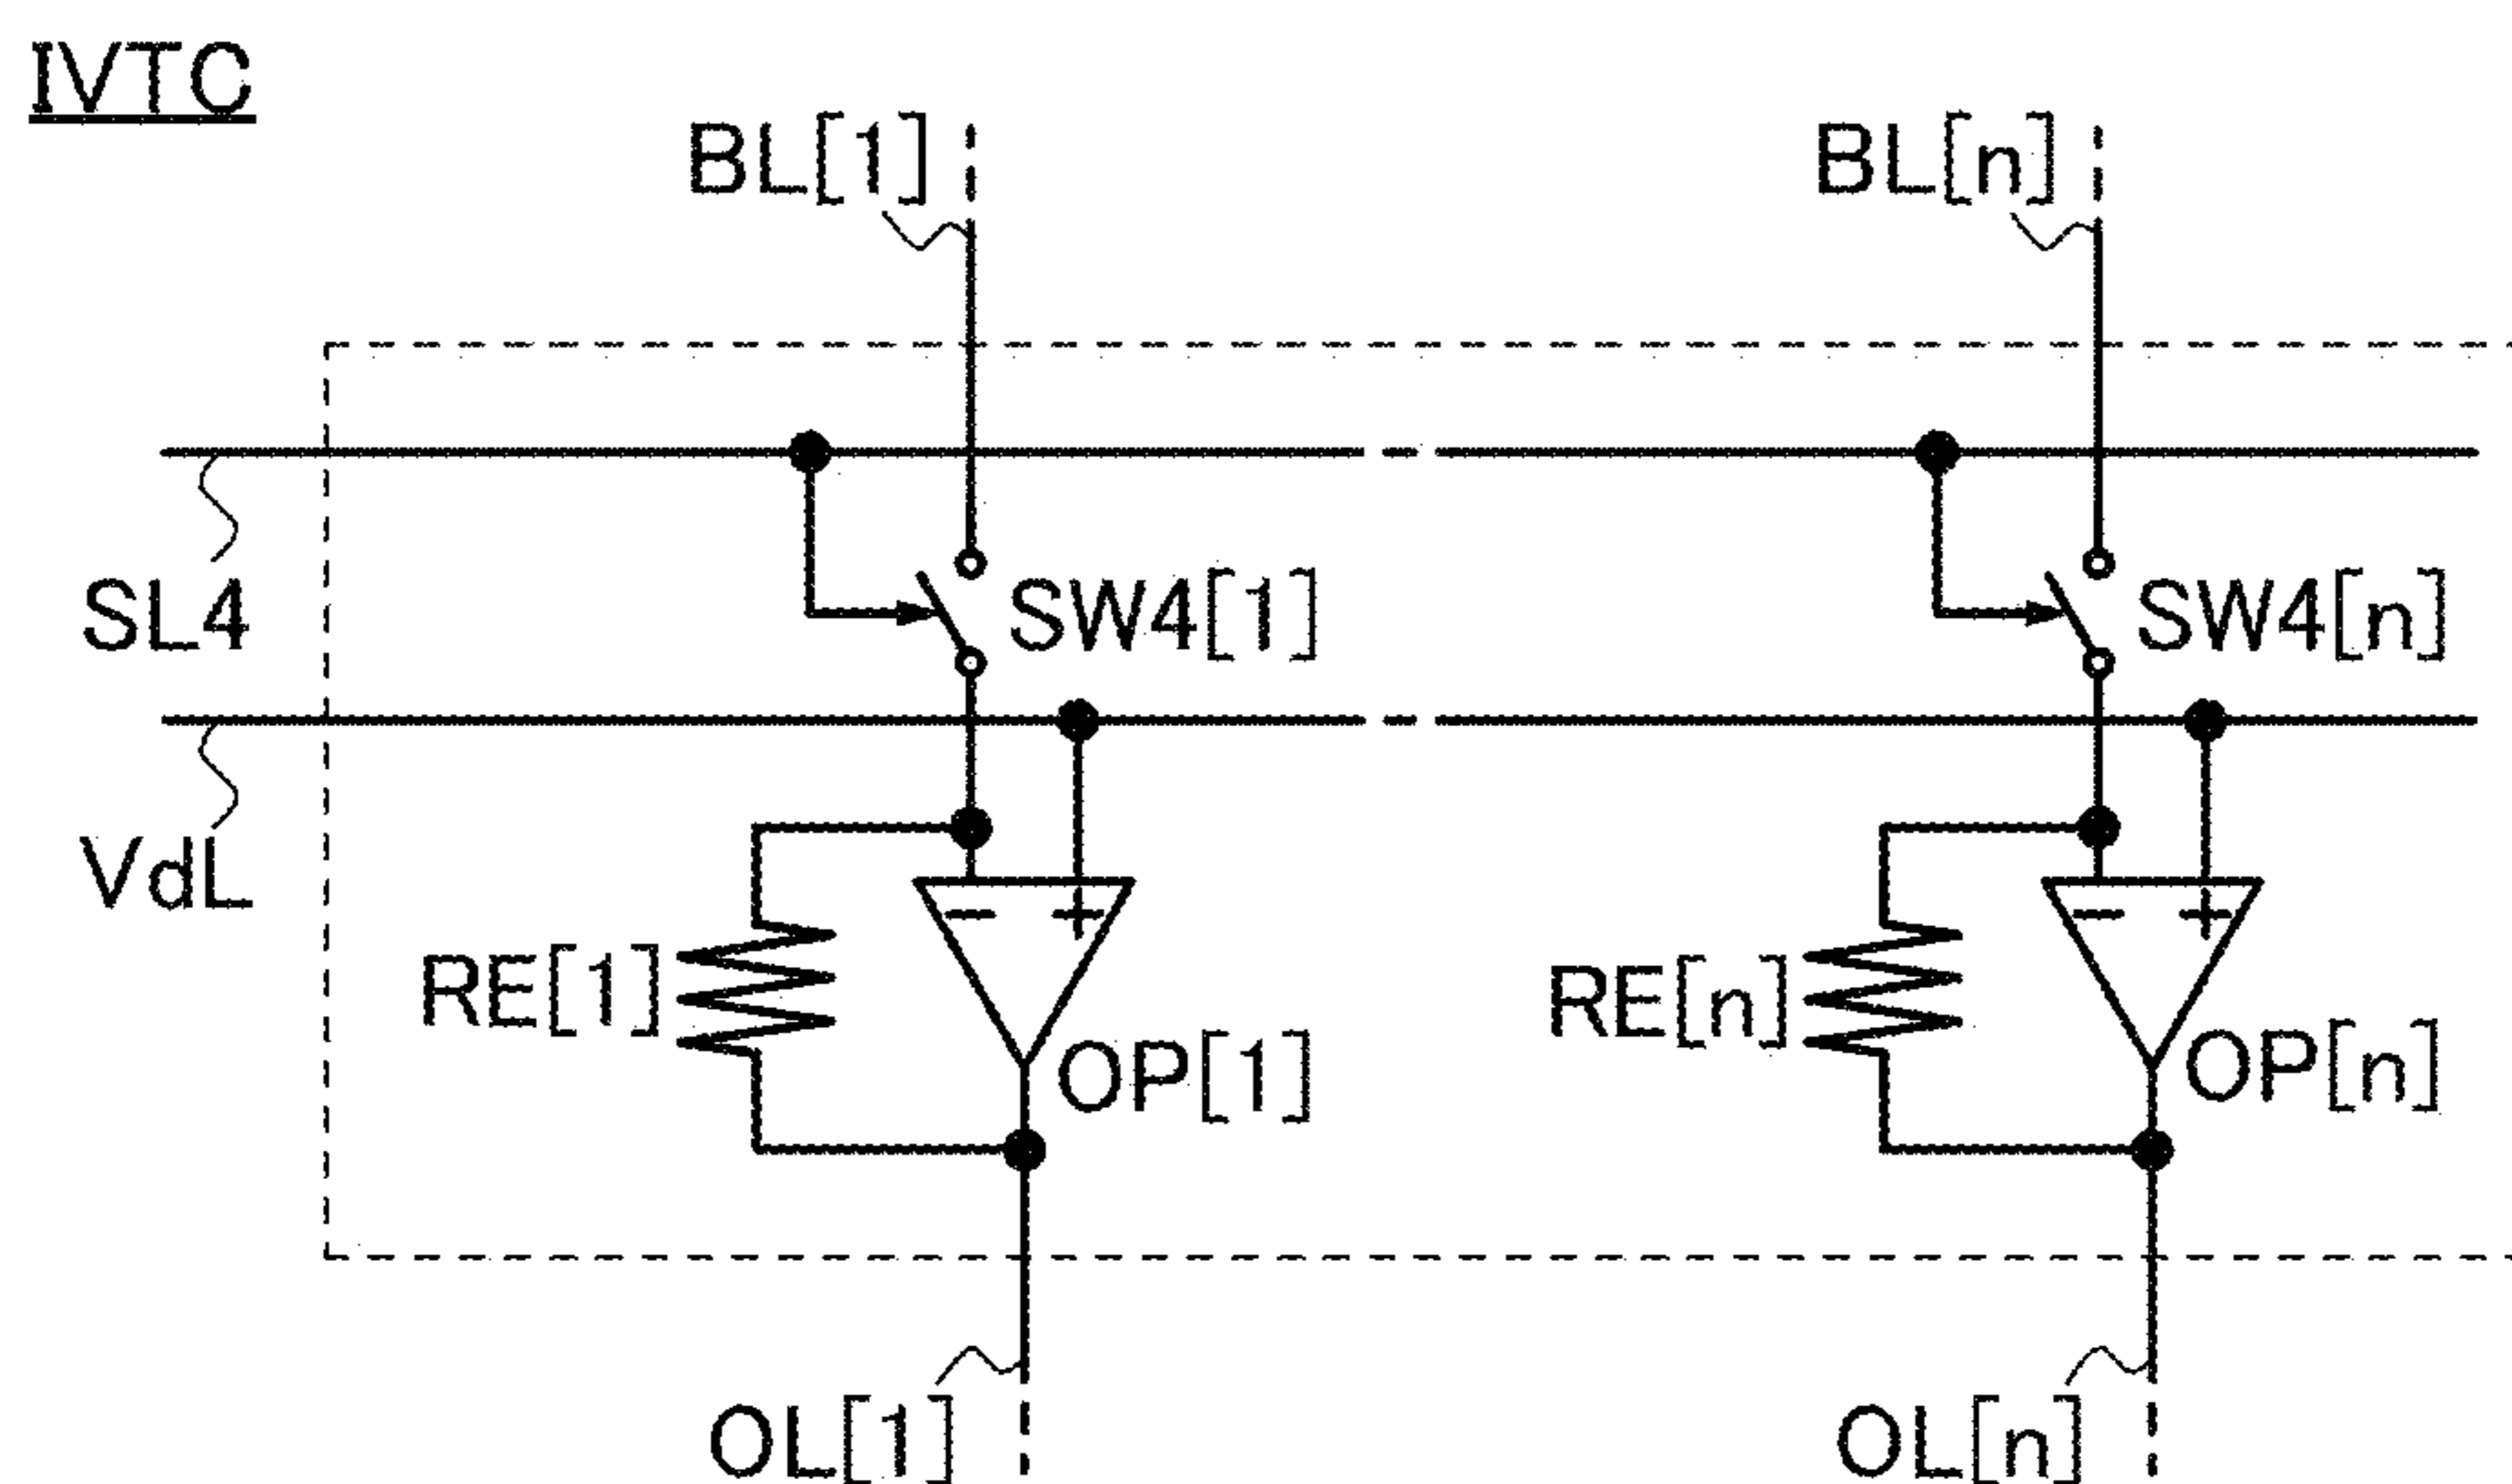 IVTC
BL[1]
BL[n]
SL4
SW4[1]
SW4[n]
VdL
− +
− +
RE[1]
RE[n]
OP[1]
OP[n]
OL[1]
OL[n]